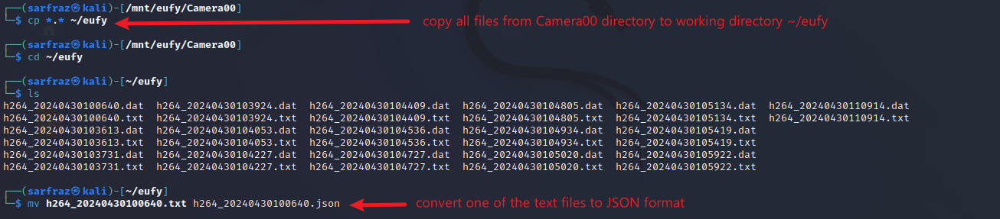 ┌──(sarfraz㉿kali)-[/mnt/eufy/Camera00]
└─$ cp *.* ~/eufy copy all files from Camera00 directory to working directory ~/eufy
┌──(sarfraz㉿kali)-[/mnt/eufy/Camera00]
└─$ cd ~/eufy
┌──(sarfraz㉿kali)-[~/eufy]
└─$ ls
h264_20240430100640.dat h264_20240430103924.dat h264_20240430104409.dat h264_20240430104805.dat h264_20240430105134.dat h264_20240430110914.dat
h264_20240430100640.txt h264_20240430103924.txt h264_20240430104409.txt h264_20240430104805.txt h264_20240430105134.txt h264_20240430110914.txt
h264_20240430103613.dat h264_20240430104053.dat h264_20240430104536.dat h264_20240430104934.dat h264_20240430105419.dat
h264_20240430103613.txt h264_20240430104053.txt h264_20240430104536.txt h264_20240430104934.txt h264_20240430105419.txt
h264_20240430103731.dat h264_20240430104227.dat h264_20240430104727.dat h264_20240430105020.dat h264_20240430105922.dat
h264_20240430103731.txt h264_20240430104227.txt h264_20240430104727.txt h264_20240430105020.txt h264_20240430105922.txt
┌──(sarfraz㉿kali)-[~/eufy]
└─$ mv h264_20240430100640.txt h264_20240430100640.json convert one of the text files to JSON format